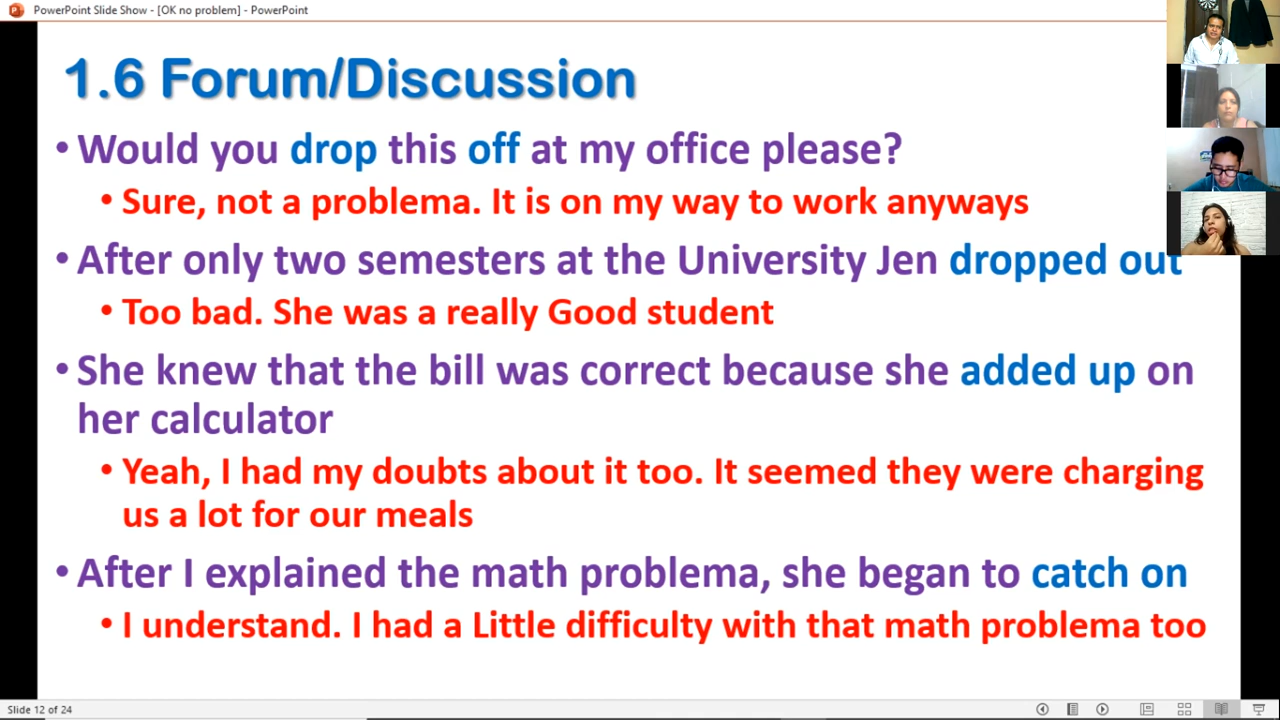 PowerPoint Slide Show - [OK no problem] - PowerPoint
1.6 Forum/Discussion
• Would you drop this off at my office please?
• Sure, not a problema. It is on my way to work anyways
• After only two semesters at the University Jen dropped out
• Too bad. She was a really Good student
• She knew that the bill was correct because she added up on
her calculator
• Yeah, I had my doubts about it too. It seemed they were charging
us a lot for our meals
• After I explained the math problema, she began to catch on
• I understand. I had a Little difficulty with that math problema too
Slide 12 of 24